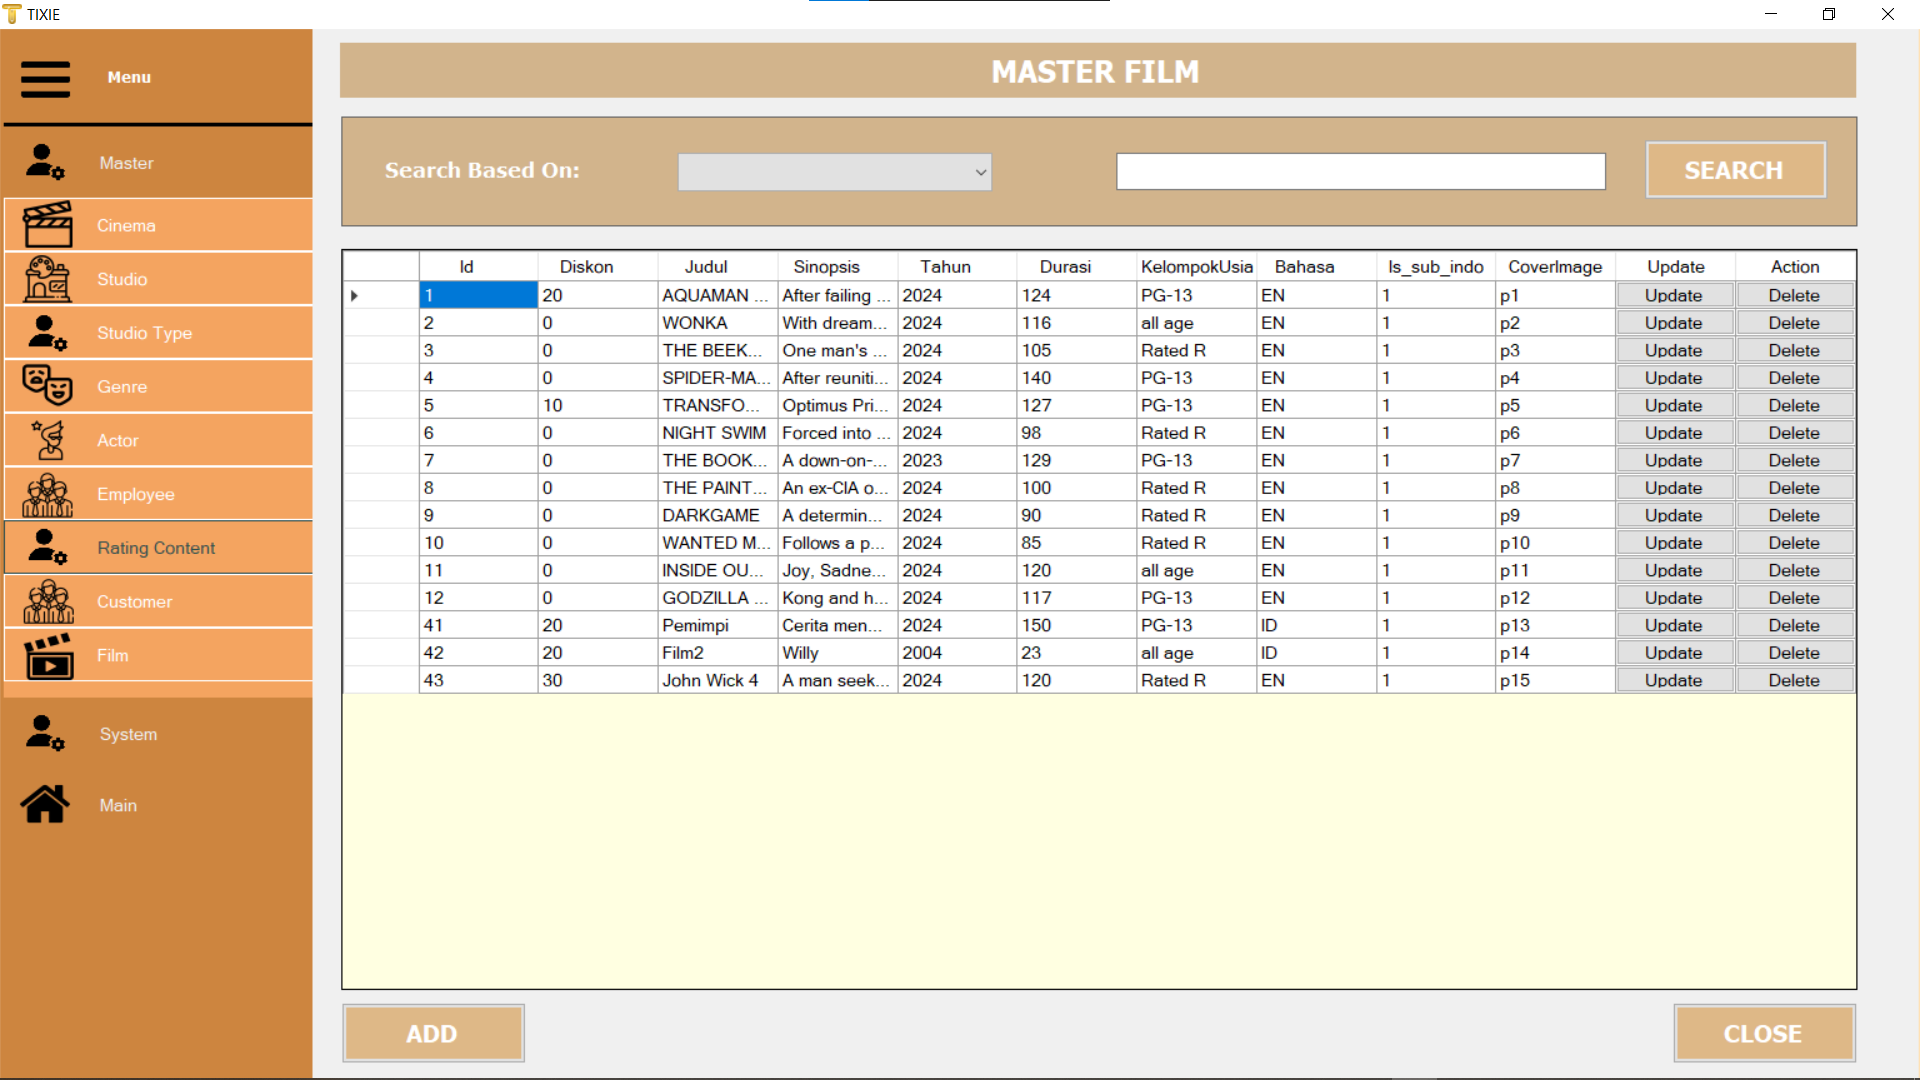 TIXIE
Menu
Master
Cinema
Studio
Studio Type
Genre
Actor
Employee
Rating Content
Customer
Film
System
Main
MASTER FILM
Search Based On:
SEARCH
Id Diskon Judul Sinopsis Tahun Durasi KelompokUsia Bahasa Is_sub_indo CoverImage Update Action
1 20 AQUAMAN ... After failing ... 2024 124 PG-13 EN 1 p1 Update Delete
2 0 WONKA With dream... 2024 116 all age EN 1 p2 Update Delete
3 0 THE BEEK... One man's ... 2024 105 Rated R EN 1 p3 Update Delete
4 0 SPIDER-MA... After reuniti... 2024 140 PG-13 EN 1 p4 Update Delete
5 10 TRANSFO... Optimus Pri... 2024 127 PG-13 EN 1 p5 Update Delete
6 0 NIGHT SWIM Forced into ... 2024 98 Rated R EN 1 p6 Update Delete
7 0 THE BOOK... A down-on-... 2023 129 PG-13 EN 1 p7 Update Delete
8 0 THE PAINT... An ex-CIA o... 2024 100 Rated R EN 1 p8 Update Delete
9 0 DARKGAME A determin... 2024 90 Rated R EN 1 p9 Update Delete
10 0 WANTED M... Follows a p... 2024 85 Rated R EN 1 p10 Update Delete
11 0 INSIDE OU... Joy, Sadne... 2024 120 all age EN 1 p11 Update Delete
12 0 GODZILLA ... Kong and h... 2024 117 PG-13 EN 1 p12 Update Delete
41 20 Pemimpi Cerita men... 2024 150 PG-13 ID 1 p13 Update Delete
42 20 Film2 Willy 2004 23 all age ID 1 p14 Update Delete
43 30 John Wick 4 A man seek... 2024 120 Rated R EN 1 p15 Update Delete
ADD
CLOSE